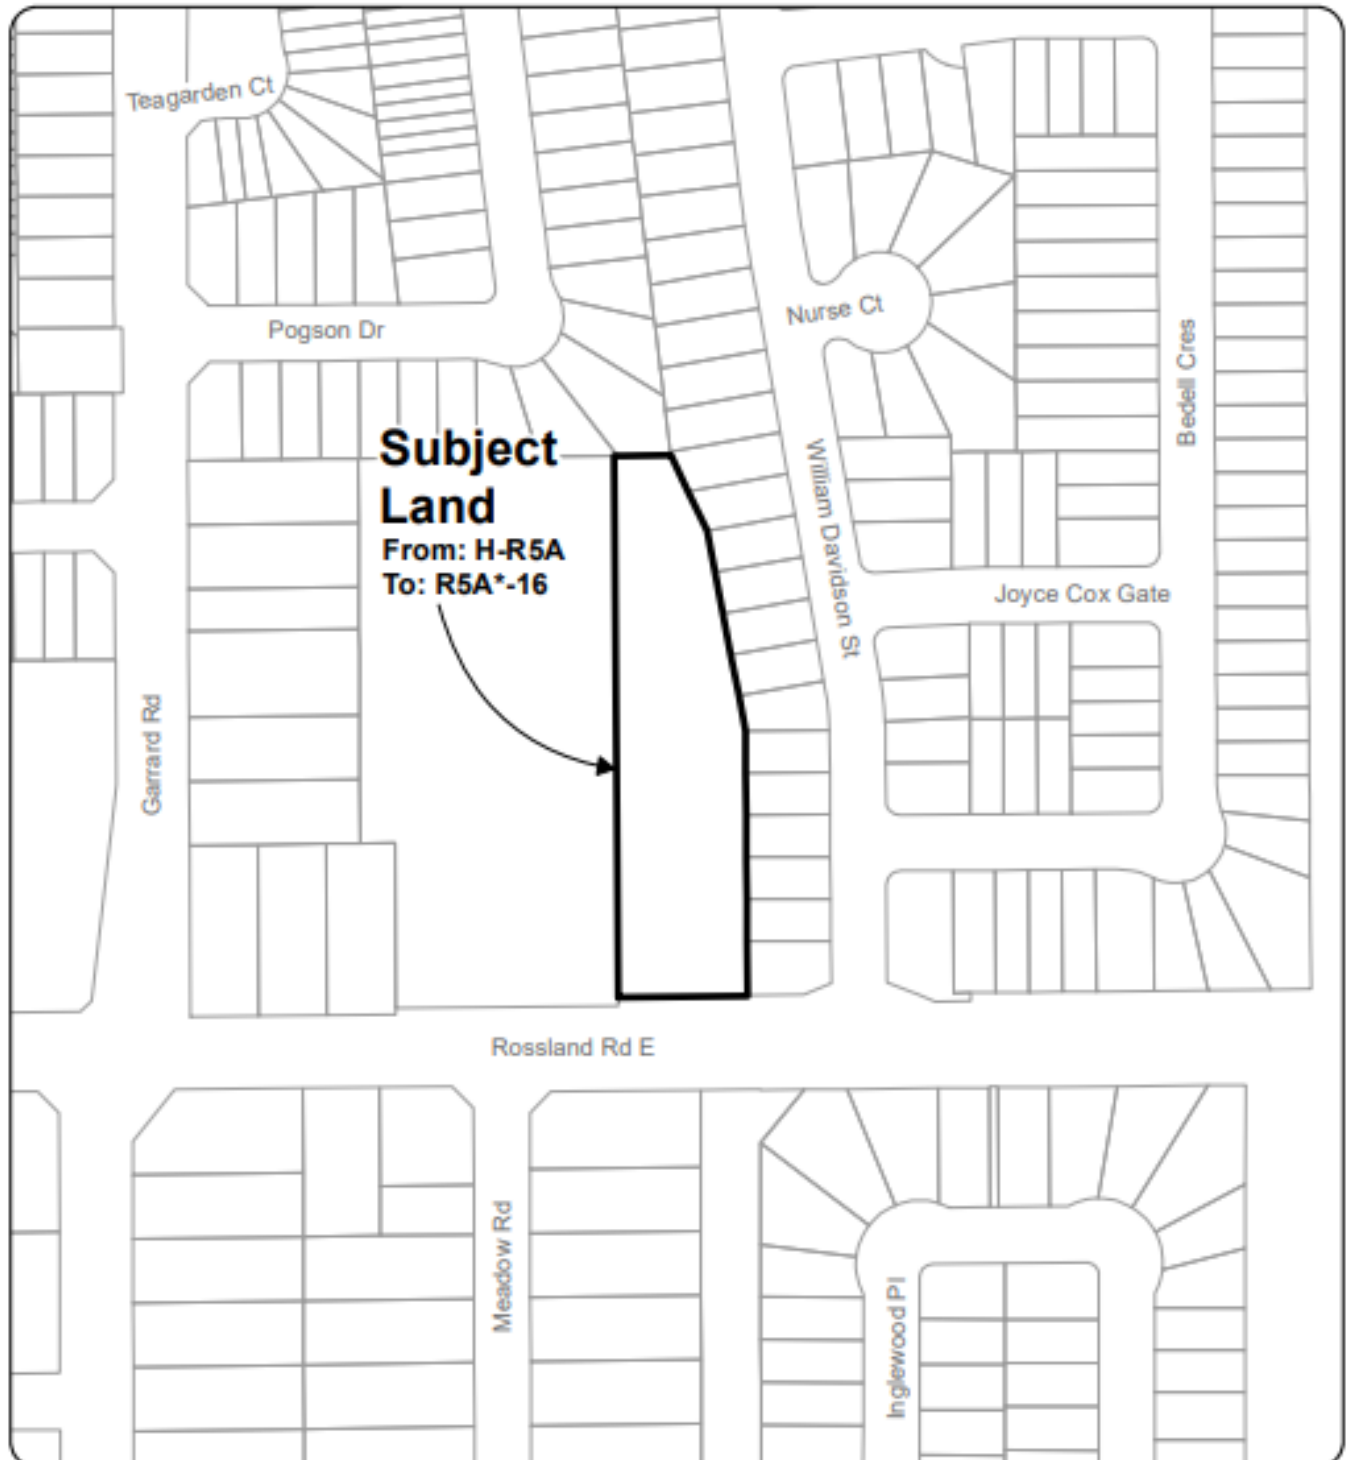 Teagarden Ct
Pogson Dr
Nurse Ct
Bedell Cres
Subject
Land
From: H-R5A
To: R5A*-16
William Davidson St
Joyce Cox Gate
Garrard Rd
Rossland Rd E
Meadow Rd
Inglewood Pl